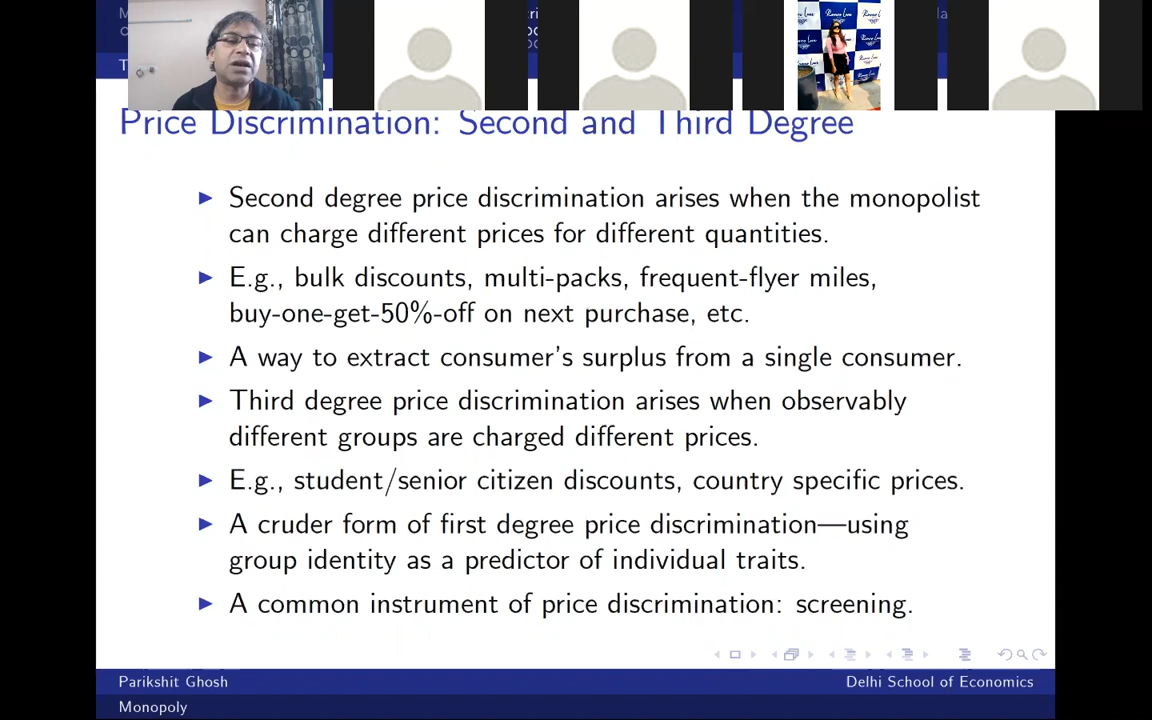 Price Discrimination: Second and Third Degree
▶ Second degree price discrimination arises when the monopolist
can charge different prices for different quantities.
▶ E.g., bulk discounts, multi-packs, frequent-flyer miles,
buy-one-get-50%-off on next purchase, etc.
▶ A way to extract consumer's surplus from a single consumer.
▶ Third degree price discrimination arises when observably
different groups are charged different prices.
▶ E.g., student/senior citizen discounts, country specific prices.
▶ A cruder form of first degree price discrimination—using
group identity as a predictor of individual traits.
▶ A common instrument of price discrimination: screening.
Parikshit Ghosh
Delhi School of Economics
Monopoly